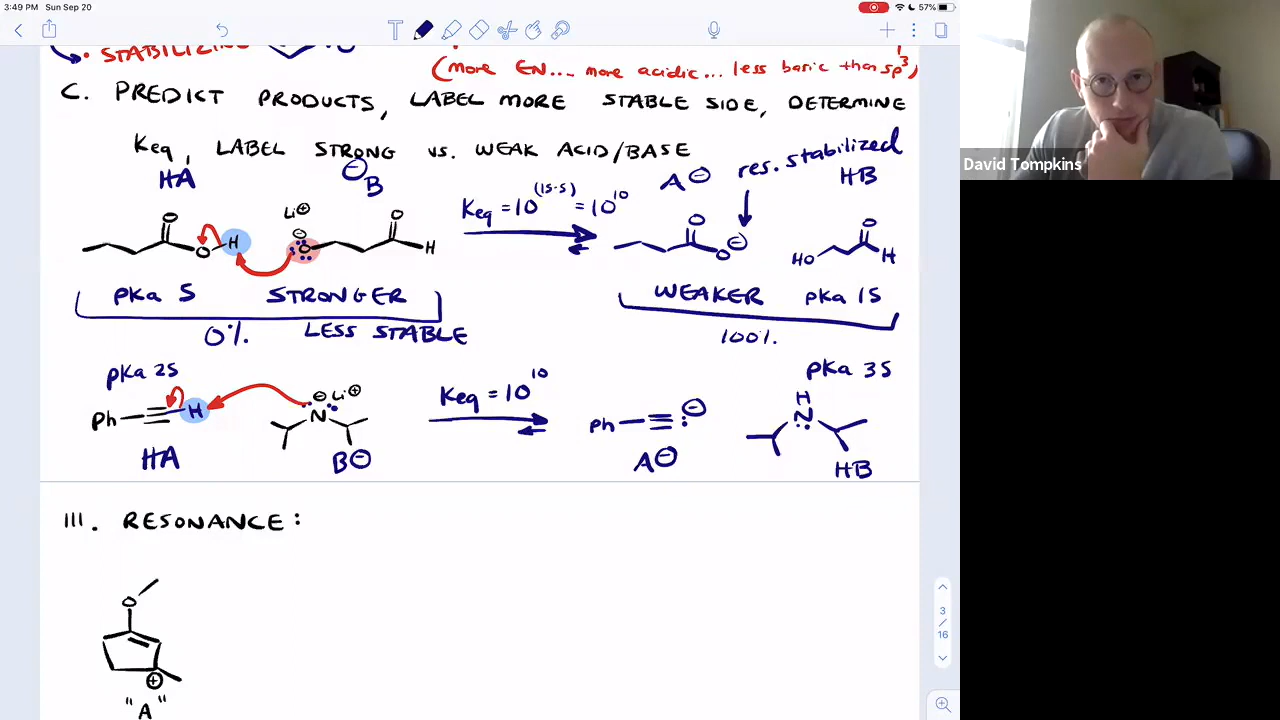 3:49 PM Sun Sep 20
57%
STABILIZING
(more EN... more acidic... less basic than sp3)
C. PREDICT PRODUCTS, LABEL MORE STABLE SIDE, DETERMINE
Keq, LABEL STRONG vs. WEAK ACID/BASE
HA ⊖B A⊖ res. stabilized HB
Li⊕ Keq = 10^(15-5) = 10^10
O O O O
O H ⊖ O H O ⊖ HO H
pKa 5 STRONGER WEAKER pKa 15
0% LESS STABLE 100%
pKa 25 pKa 35
Ph H ⊖ Li⊕ N Keq = 10^10 Ph ⊖ H N
HA B⊖ A⊖ HB
III. RESONANCE:
O
⊕
"A"
3
/
16
David Tompkins